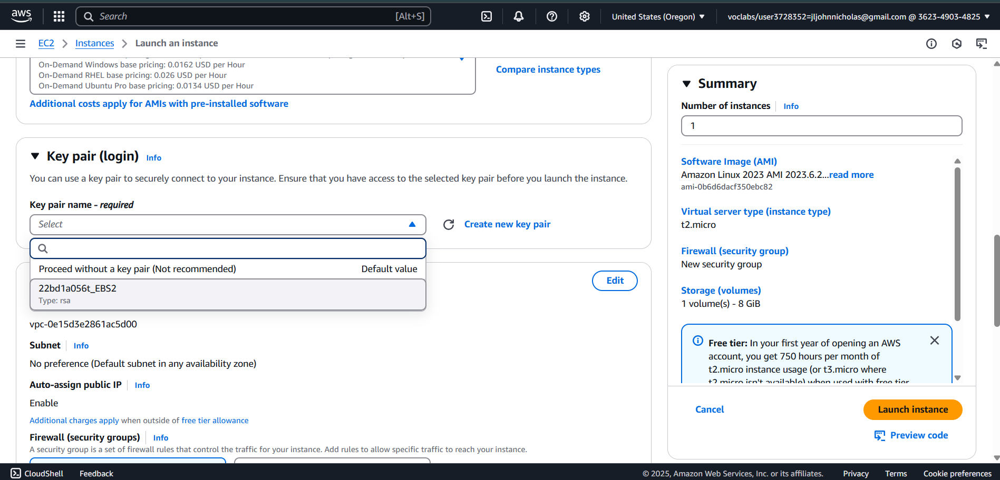 aws
Search
[Alt+S]
United States (Oregon)
voclabs/user3728352=jljohnnicholas@gmail.com @ 3623-4903-4825
EC2
Instances
Launch an instance
On-Demand Windows base pricing: 0.0162 USD per Hour
On-Demand RHEL base pricing: 0.026 USD per Hour
On-Demand Ubuntu Pro base pricing: 0.0134 USD per Hour
Compare instance types
Additional costs apply for AMIs with pre-installed software
Key pair (login) Info
You can use a key pair to securely connect to your instance. Ensure that you have access to the selected key pair before you launch the instance.
Key pair name - required
Select
Create new key pair
Proceed without a key pair (Not recommended) Default value
22bd1a056t_EBS2
Type: rsa
Edit
vpc-0e15d3e2861ac5d00
Subnet Info
No preference (Default subnet in any availability zone)
Auto-assign public IP Info
Enable
Additional charges apply when outside of free tier allowance
Firewall (security groups) Info
A security group is a set of firewall rules that control the traffic for your instance. Add rules to allow specific traffic to reach your instance.
Summary
Number of instances Info
1
Software Image (AMI)
Amazon Linux 2023 AMI 2023.6.2...read more
ami-0b6d6dacf350ebc82
Virtual server type (instance type)
t2.micro
Firewall (security group)
New security group
Storage (volumes)
1 volume(s) - 8 GiB
Free tier: In your first year of opening an AWS
account, you get 750 hours per month of
t2.micro instance usage (or t3.micro where
t2.micro isn't available) when used with free tier
Cancel
Launch instance
Preview code
CloudShell
Feedback
© 2025, Amazon Web Services, Inc. or its affiliates.
Privacy
Terms
Cookie preferences